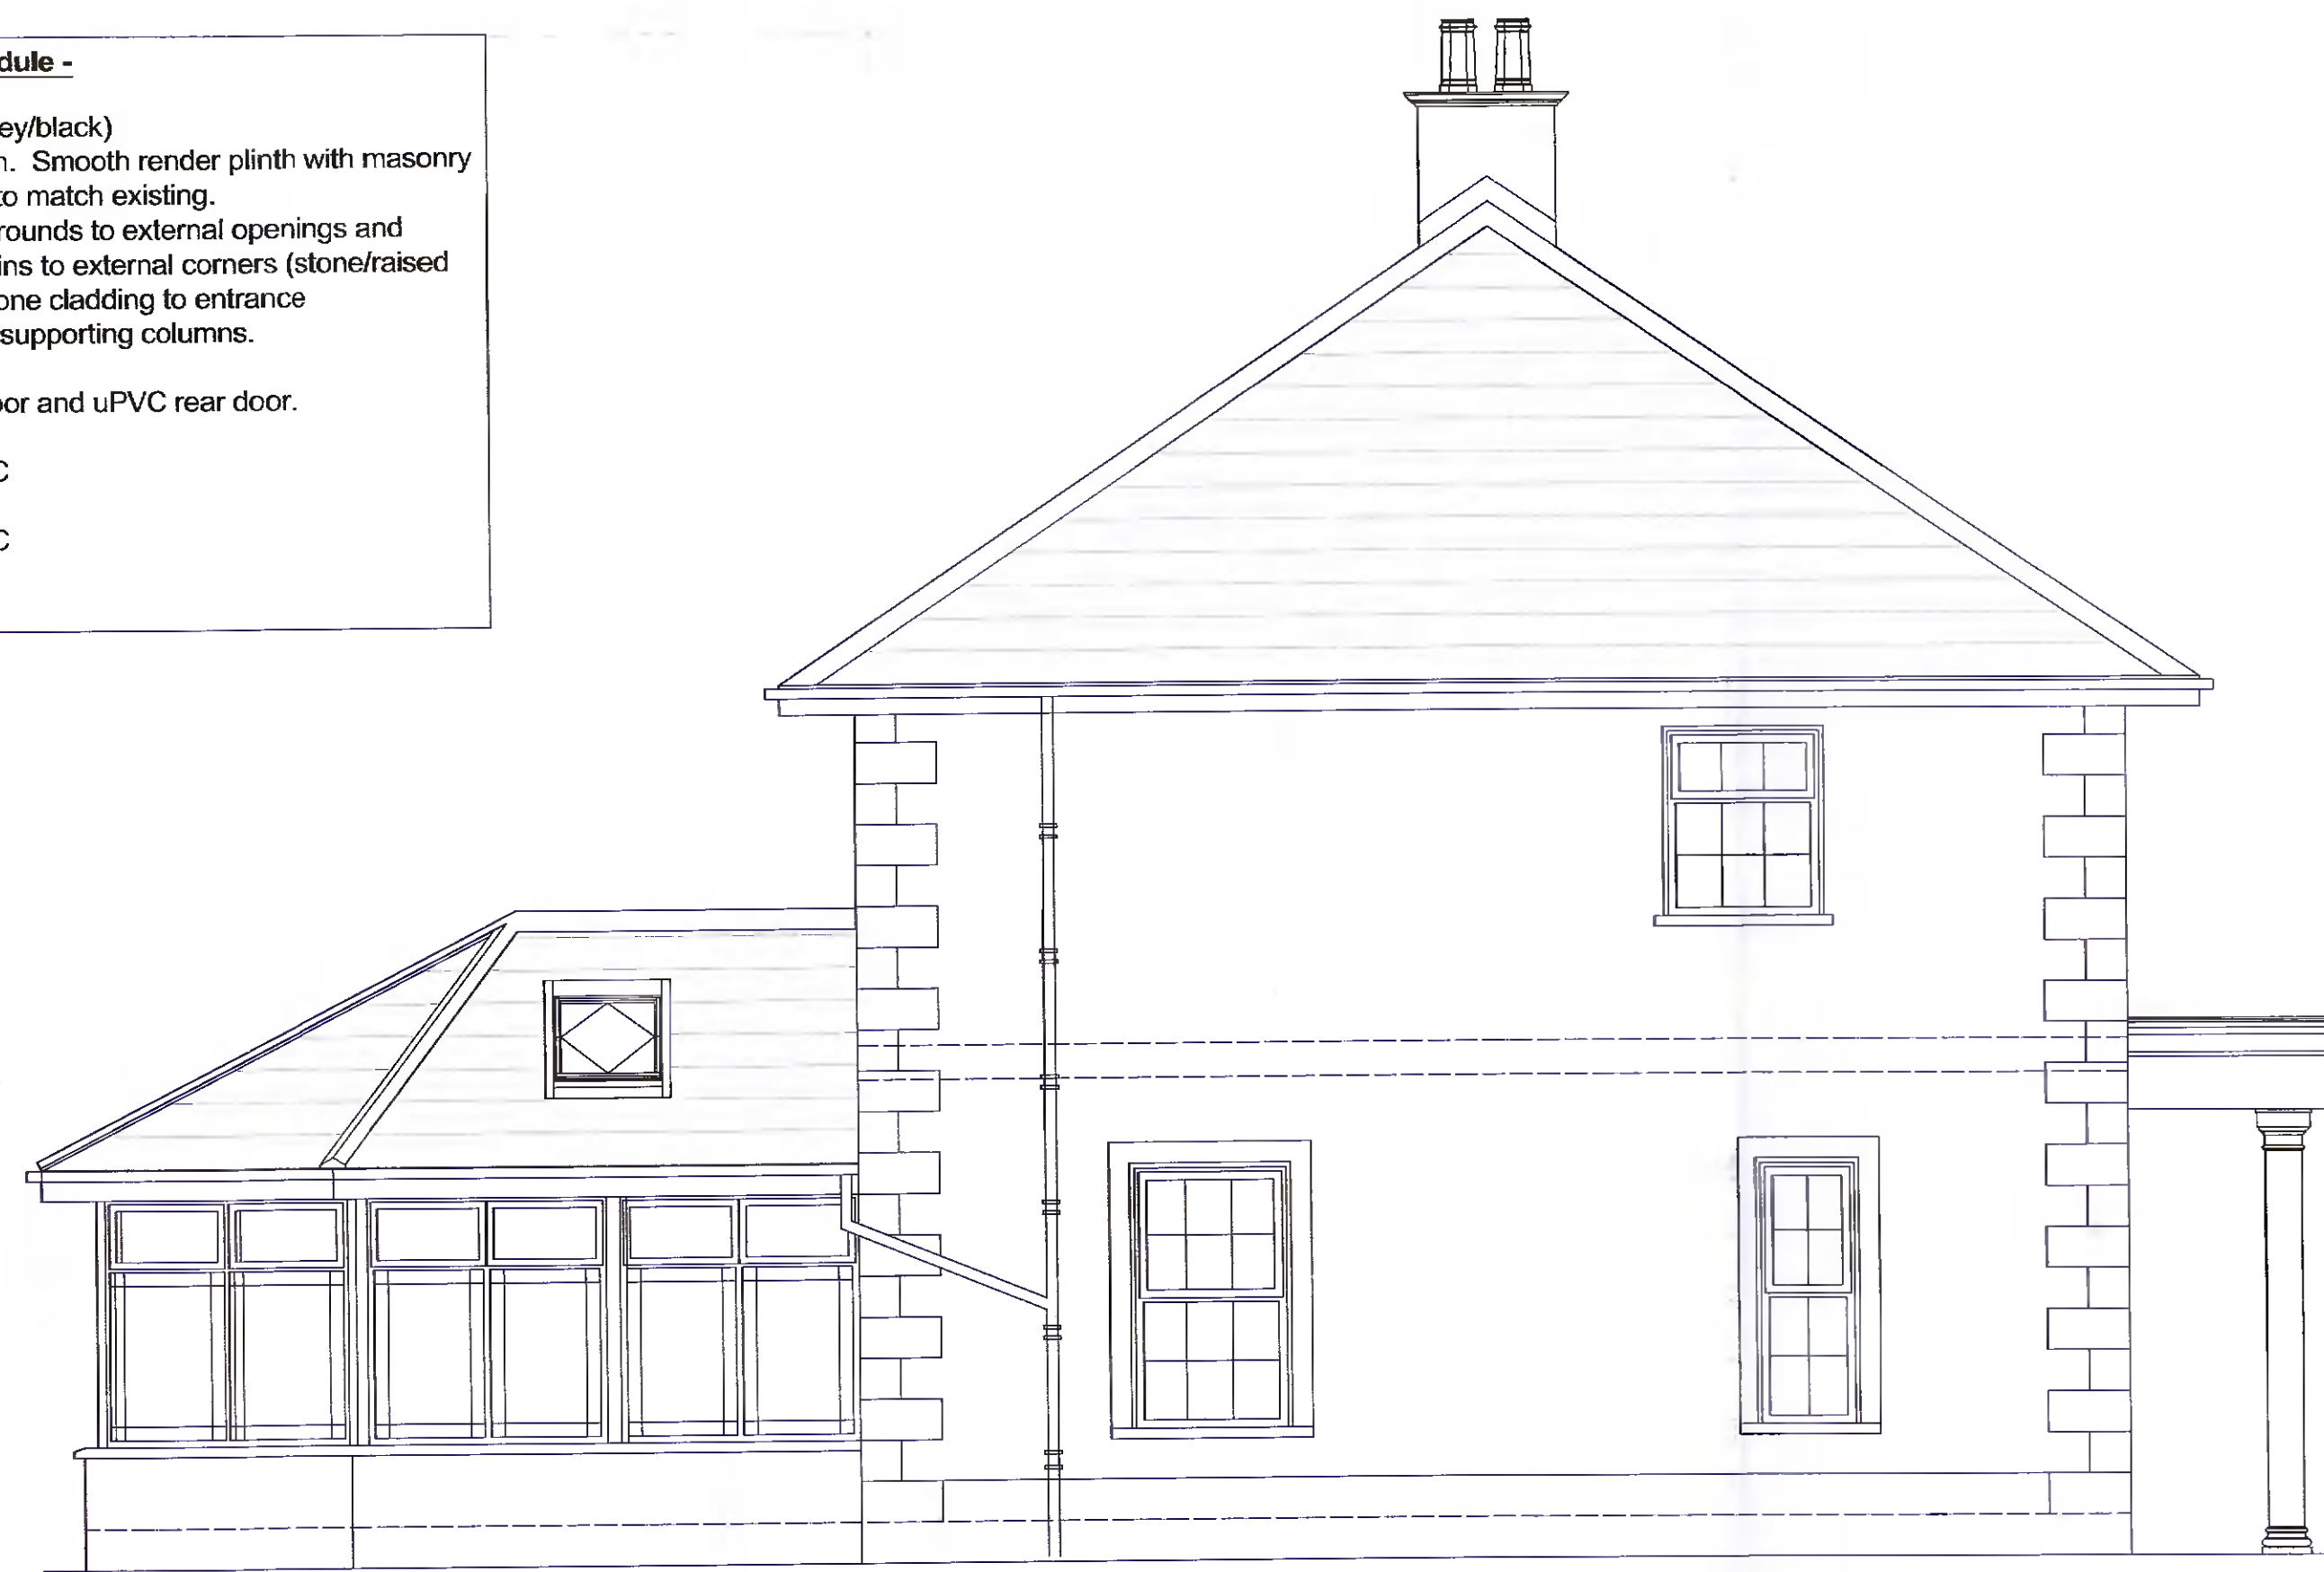 dule -
ey/black)
n. Smooth render plinth with masonry
to match existing.
rounds to external openings and
ins to external corners (stone/raised
one cladding to entrance
supporting columns.
oor and uPVC rear door.
C
C